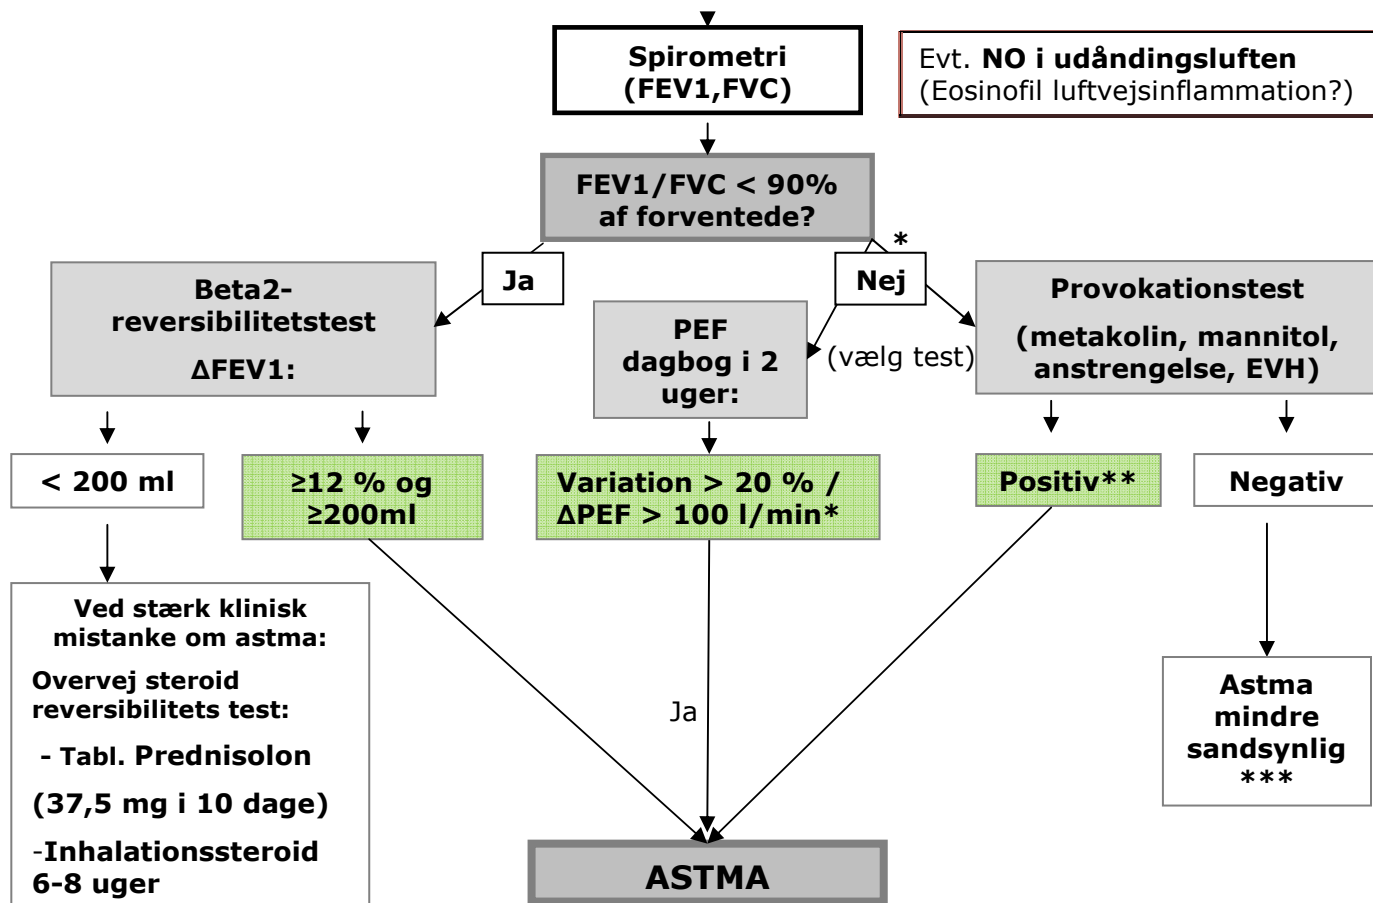 Spirometri
(FEV1,FVC)
Evt. NO i udåndingsluften
(Eosinofil luftvejsinflammation?)
FEV1/FVC < 90%
af forventede?
*
Ja
Nej
Beta2-
reversibilitetstest
ΔFEV1:
PEF
dagbog i 2
uger:
(vælg test)
Provokationstest
(metakolin, mannitol,
anstrengelse, EVH)
< 200 ml
≥12 % og
≥200ml
Variation > 20 % /
ΔPEF > 100 l/min*
Positiv**
Negativ
Ved stærk klinisk
mistanke om astma:
Overvej steroid
reversibilitets test:
- Tabl. Prednisolon
(37,5 mg i 10 dage)
-Inhalationssteroid
6-8 uger
Ja
Astma
mindre
sandsynlig
***
ASTMA